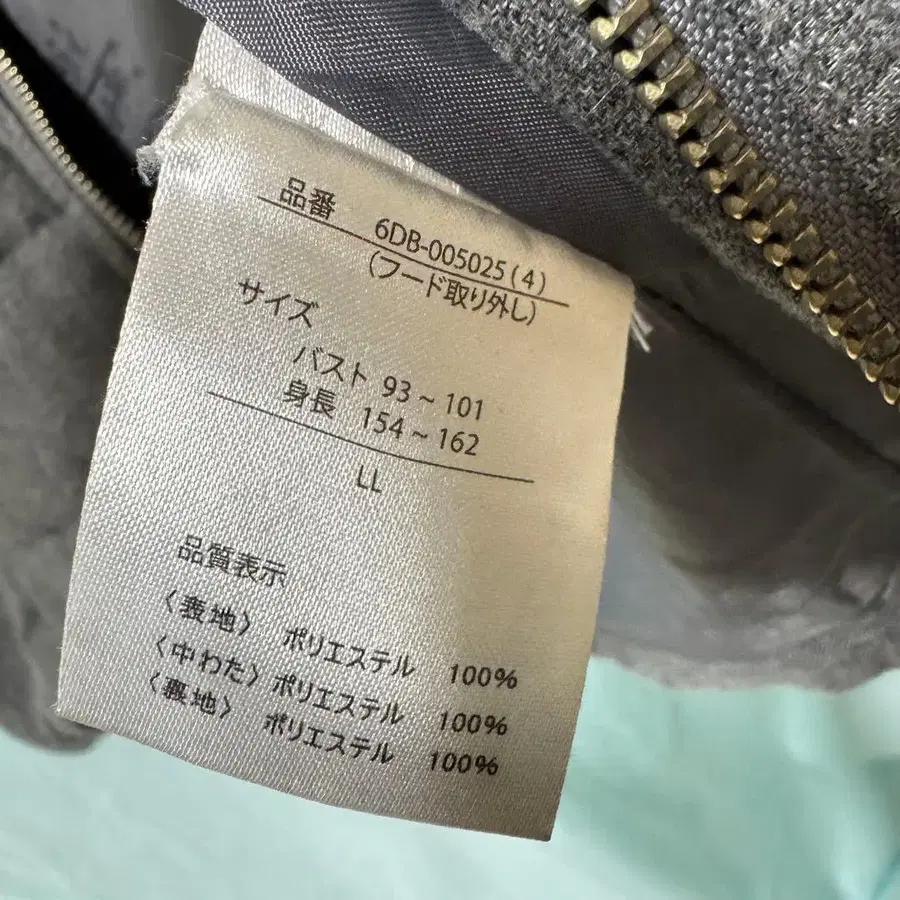 品番 6DB-005025(4)
(フード取り外し)
サイズ
バスト 93~101
身長 154~162
LL
品質表示
〈表地〉 ポリエステル 100%
〈中わた〉 ポリエステル 100%
〈裏地〉 ポリエステル 100%